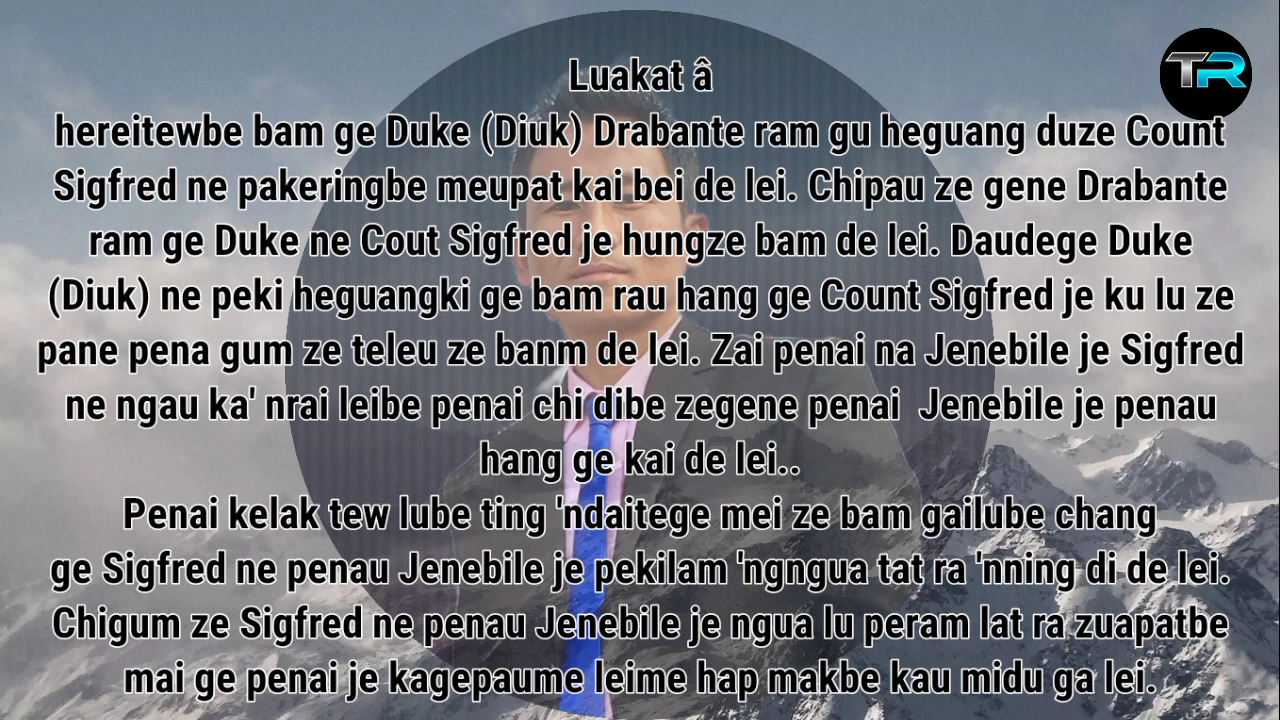 TR
Luakat â
hereitewbe bam ge Duke (Diuk) Drabante ram gu heguang duze Count
Sigfred ne pakeringbe meupat kai bei de lei. Chipau ze gene Drabante
ram ge Duke ne Cout Sigfred je hungze bam de lei. Daudege Duke
(Diuk) ne peki heguangki ge bam rau hang ge Count Sigfred je ku lu ze
pane pena gum ze teleu ze banm de lei. Zai penai na Jenebile je Sigfred
ne ngau ka' nrai leibe penai chi dibe zegene penai Jenebile je penau
hang ge kai de lei..
Penai kelak tew lube ting 'ndaitege mei ze bam gailube chang
ge Sigfred ne penau Jenebile je pekilam 'ngngua tat ra 'nning di de lei.
Chigum ze Sigfred ne penau Jenebile je ngua lu peram lat ra zuapatbe
mai ge penai je kagepaume leime hap makbe kau midu ga lei.